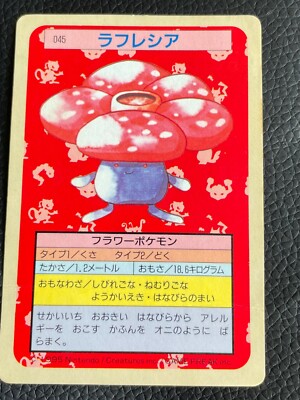 045
ラフレシア
フラワーポケモン
タイプ1／くさ タイプ2／どく
たかさ／1.2メートル おもさ／18.6キログラム
おもなわざ／しびれごな・ねむりごな
ようかいえき・はなびらのまい
せかいいち おおきい はなびらから アレル
ギーを おこす かふんを オニのように ば
らまく。
Nintendo / Creatures